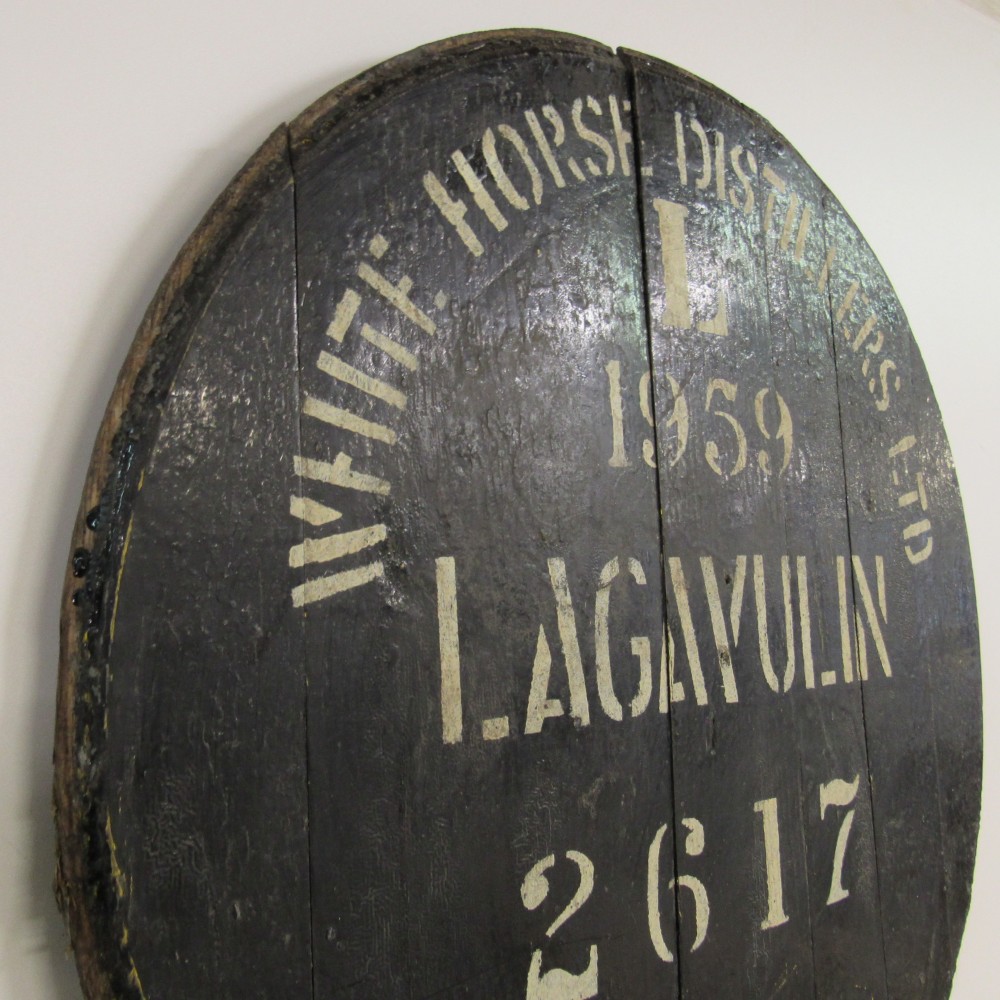 WHITE HORSE DISTILLERS LTD
L
1959
LAGAVULIN
2617